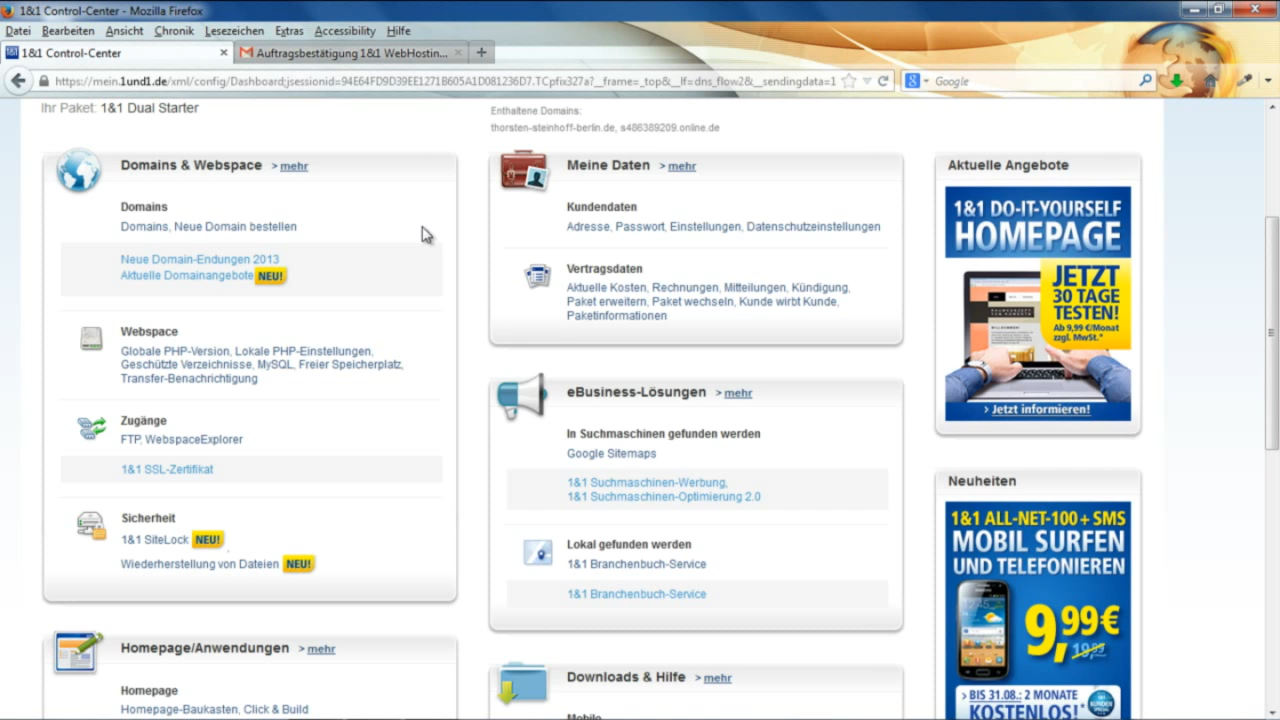 1&1 Control-Center - Mozilla Firefox
Datei Bearbeiten Ansicht Chronik Lesezeichen Extras Accessibility Hilfe
1&1 Control-Center
Auftragsbestätigung 1&1 WebHostin...
https://mein.1und1.de/xml/config/Dashboard;jsessionid=94E64FD9D39EE1271B605A1D081236D7.TCpfix327a?__frame=_top&__lf=dns_flow2&__sendingdata=1
Google
Ihr Paket: 1&1 Dual Starter
Enthaltene Domains:
thorsten-steinhoff-berlin.de, s486389209.online.de
Domains & Webspace > mehr
Domains
Domains, Neue Domain bestellen
Neue Domain-Endungen 2013
Aktuelle Domainangebote NEU!
Webspace
Globale PHP-Version, Lokale PHP-Einstellungen,
Geschützte Verzeichnisse, MySQL, Freier Speicherplatz,
Transfer-Benachrichtigung
Zugänge
FTP, WebspaceExplorer
1&1 SSL-Zertifikat
Sicherheit
1&1 SiteLock NEU!
,
Wiederherstellung von Dateien NEU!
Homepage/Anwendungen > mehr
Homepage
Homepage-Baukasten, Click & Build
Meine Daten > mehr
Kundendaten
Adresse, Passwort, Einstellungen, Datenschutzeinstellungen
Vertragsdaten
Aktuelle Kosten, Rechnungen, Mitteilungen, Kündigung,
Paket erweitern, Paket wechseln, Kunde wirbt Kunde,
Paketinformationen
eBusiness-Lösungen > mehr
In Suchmaschinen gefunden werden
Google Sitemaps
1&1 Suchmaschinen-Werbung,
1&1 Suchmaschinen-Optimierung 2.0
Lokal gefunden werden
1&1 Branchenbuch-Service
1&1 Branchenbuch-Service
Downloads & Hilfe > mehr
Mobile
Aktuelle Angebote
1&1 DO-IT-YOURSELF
HOMEPAGE
JETZT
30 TAGE
TESTEN!
Ab 9,99 €/Monat
zzgl. MwSt.*
> Jetzt informieren!
Neuheiten
1&1 ALL-NET-100 + SMS
MOBIL SURFEN
UND TELEFONIEREN
9,99€
19,99
> BIS 31.08.: 2 MONATE
KOSTENLOS!*